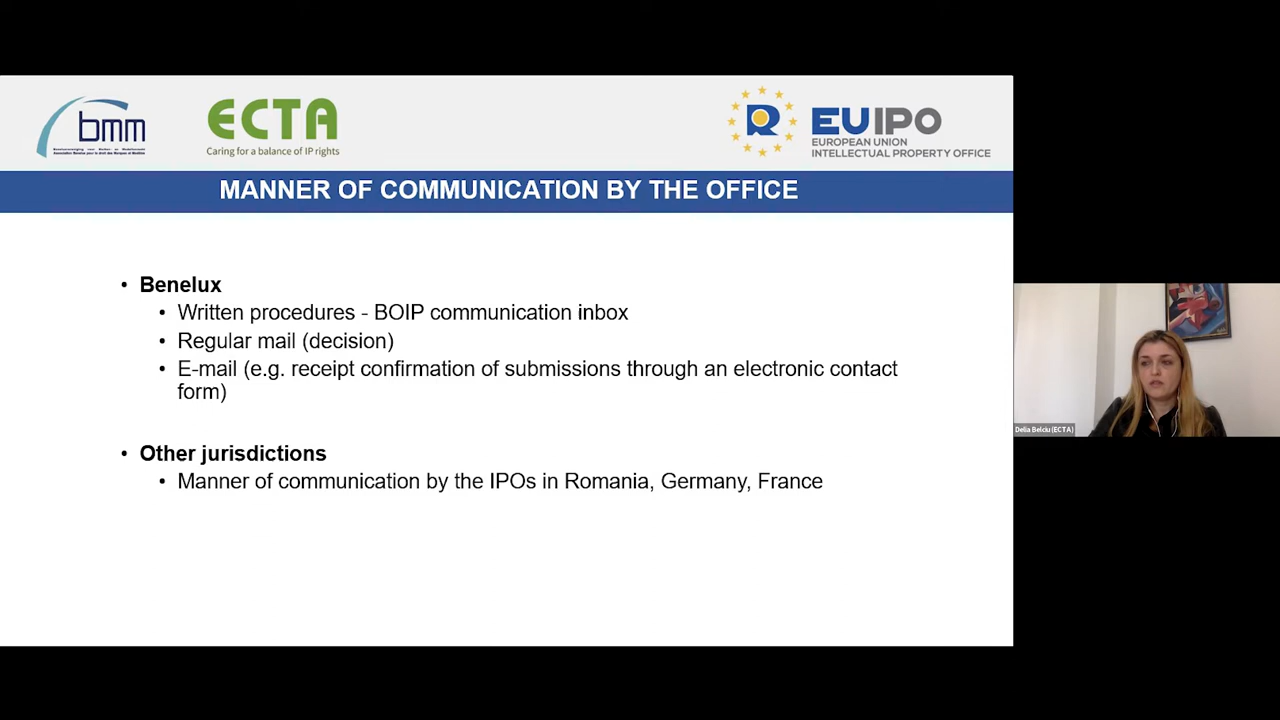 bmm
ECTA
Caring for a balance of IP rights
R
EUIPO
EUROPEAN UNION
INTELLECTUAL PROPERTY OFFICE
MANNER OF COMMUNICATION BY THE OFFICE
• Benelux
• Written procedures - BOIP communication inbox
• Regular mail (decision)
• E-mail (e.g. receipt confirmation of submissions through an electronic contact
form)
• Other jurisdictions
• Manner of communication by the IPOs in Romania, Germany, France
Delia Belciu (ECTA)